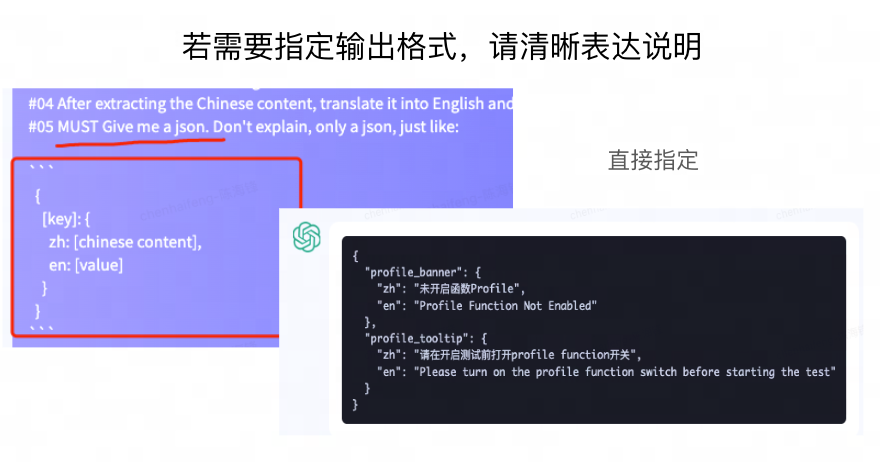 若需要指定输出格式，请清晰表达说明
#04 After extracting the Chinese content, translate it into English and
#05 MUST Give me a json. Don't explain, only a json, just like:
```
{
[key]: {
zh: [chinese content],
en: [value]
}
}
```
直接指定
{
"profile_banner": {
"zh": "未开启函数Profile",
"en": "Profile Function Not Enabled"
},
"profile_tooltip": {
"zh": "请在开启测试前打开profile function开关",
"en": "Please turn on the profile function switch before starting the test"
}
}